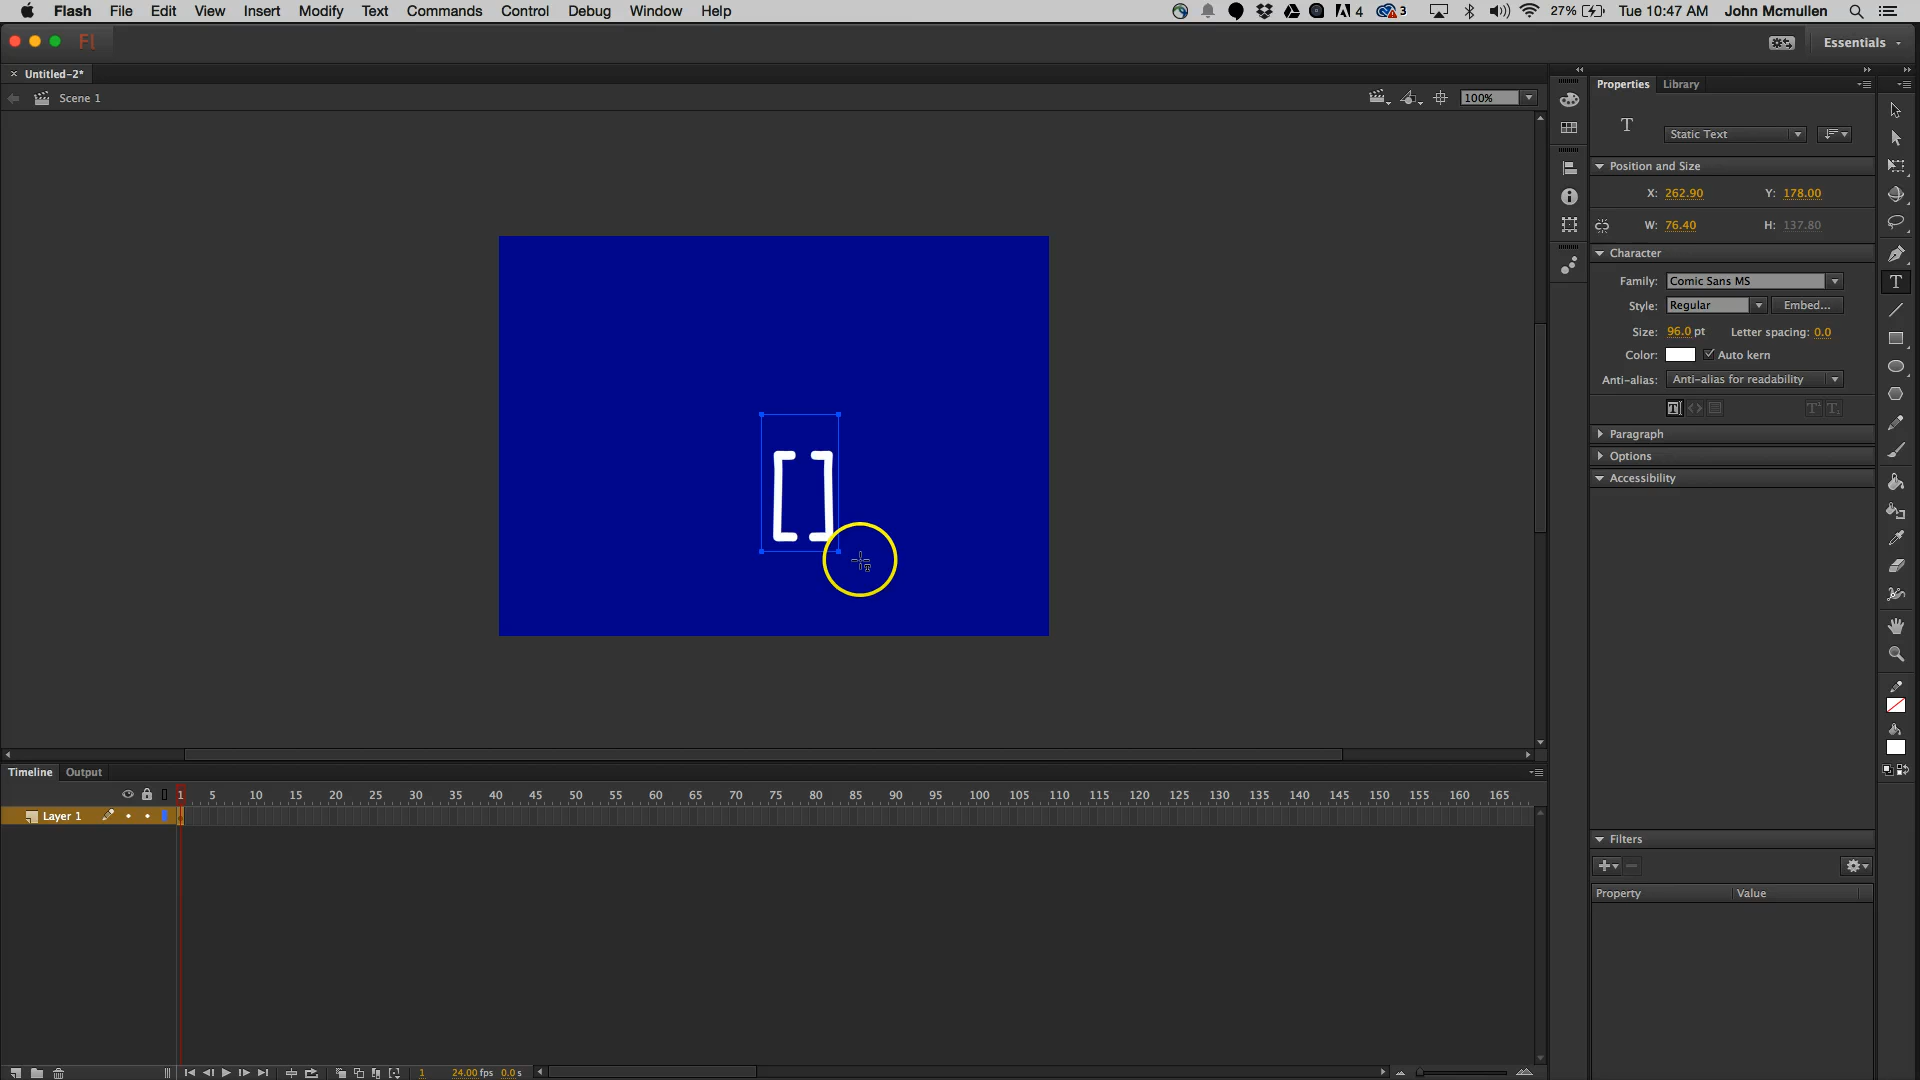 Flash File Edit View Insert Modify Text Commands Control Debug Window Help 4 3 27% Tue 10:47 AM John Mcmullen
Fl Essentials
× Untitled-2*
Scene 1 100%
Properties Library
T Static Text
Position and Size
X: 262.90 Y: 178.00
W: 76.40 H: 137.80
Character
Family: Comic Sans MS
Style: Regular Embed...
Size: 96.0 pt Letter spacing: 0.0
Color: Auto kern
Anti-alias: Anti-alias for readability
Paragraph
Options
Accessibility
[]
Filters
Property Value
Timeline Output
1 5 10 15 20 25 30 35 40 45 50 55 60 65 70 75 80 85 90 95 100 105 110 115 120 125 130 135 140 145 150 155 160 165
Layer 1
1 24.00 fps 0.0 s